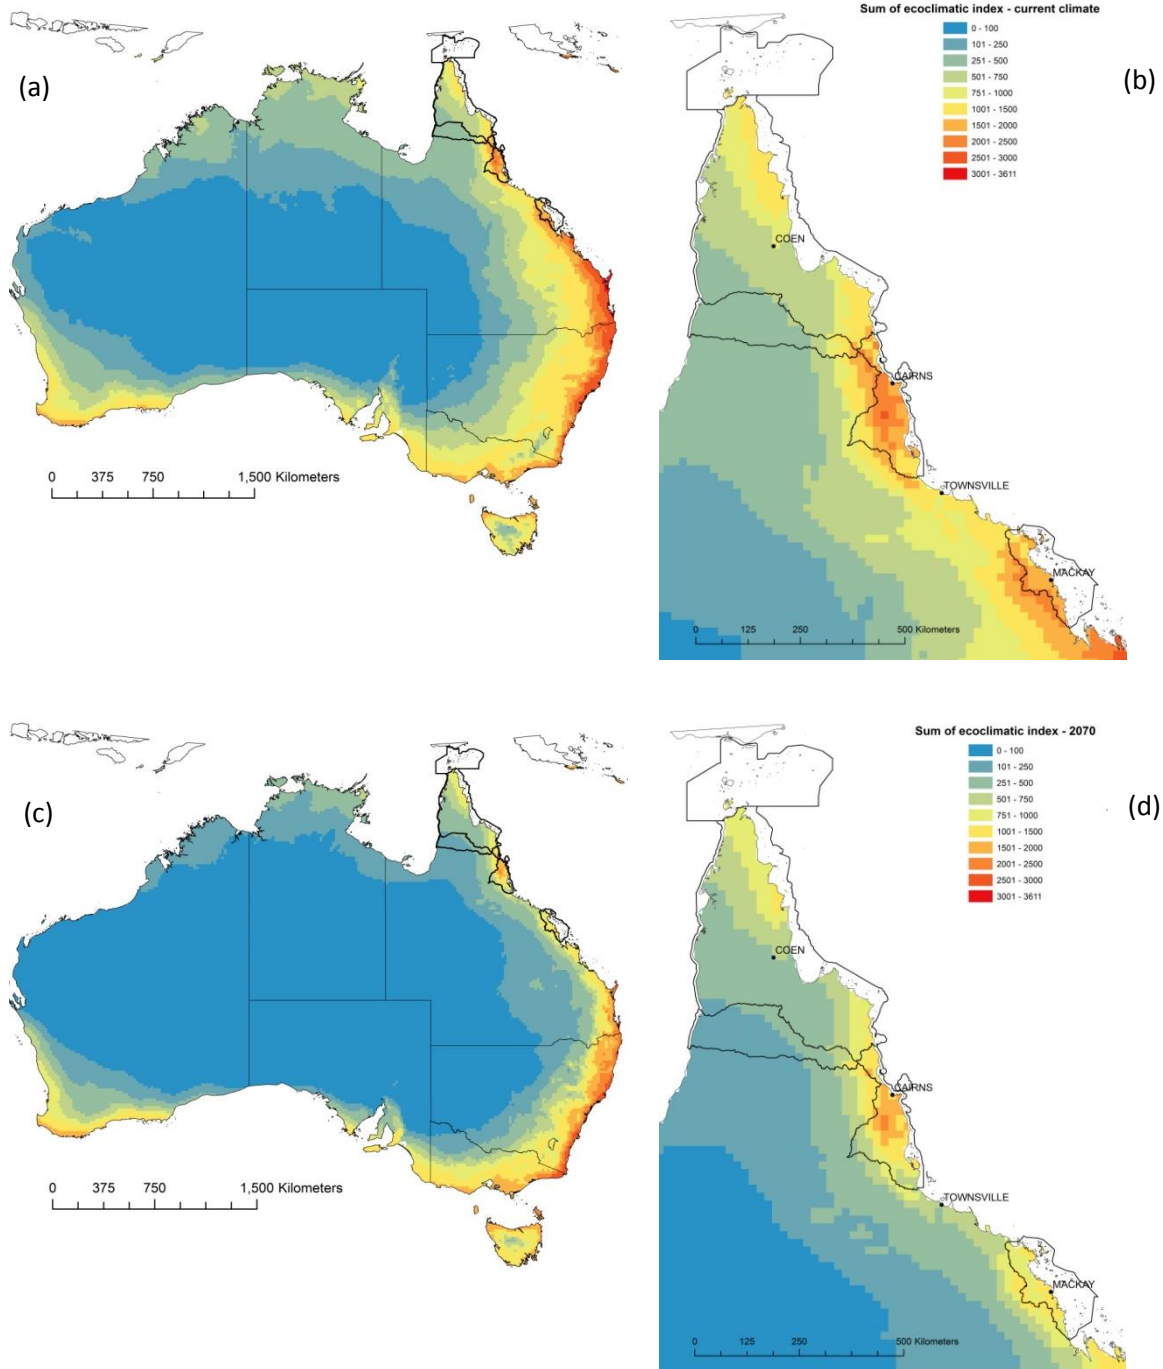 Sum of ecoclimatic index - current climate
0 - 100
101 - 250
251 - 500
501 - 750
751 - 1000
1001 - 1500
1501 - 2000
2001 - 2500
2501 - 3000
3001 - 3611
(a)
(b)
COEN
CAIRNS
TOWNSVILLE
MACKAY
0 375 750 1,500 Kilometers
0 125 250 500 Kilometers
Sum of ecoclimatic index - 2070
0 - 100
101 - 250
251 - 500
501 - 750
751 - 1000
1001 - 1500
1501 - 2000
2001 - 2500
2501 - 3000
3001 - 3611
(c)
(d)
COEN
CAIRNS
TOWNSVILLE
MACKAY
0 375 750 1,500 Kilometers
0 125 250 500 Kilometers